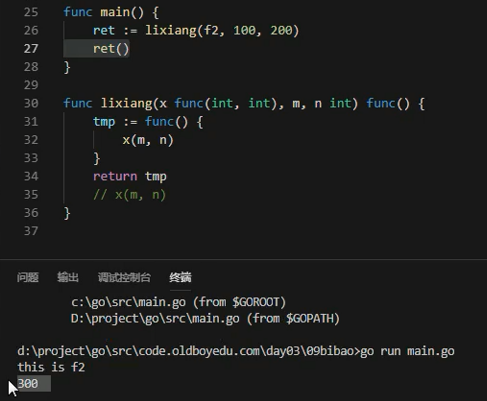 25 func main() {
26 ret := lixiang(f2, 100, 200)
27 ret()
28 }
29
30 func lixiang(x func(int, int), m, n int) func() {
31 tmp := func() {
32 x(m, n)
33 }
34 return tmp
35 // x(m, n)
36 }
37
问题 输出 调试控制台 终端
c:\go\src\main.go (from $GOROOT)
D:\project\go\src\main.go (from $GOPATH)
d:\project\go\src\code.oldboyedu.com\day03\09bibao>go run main.go
this is f2
300